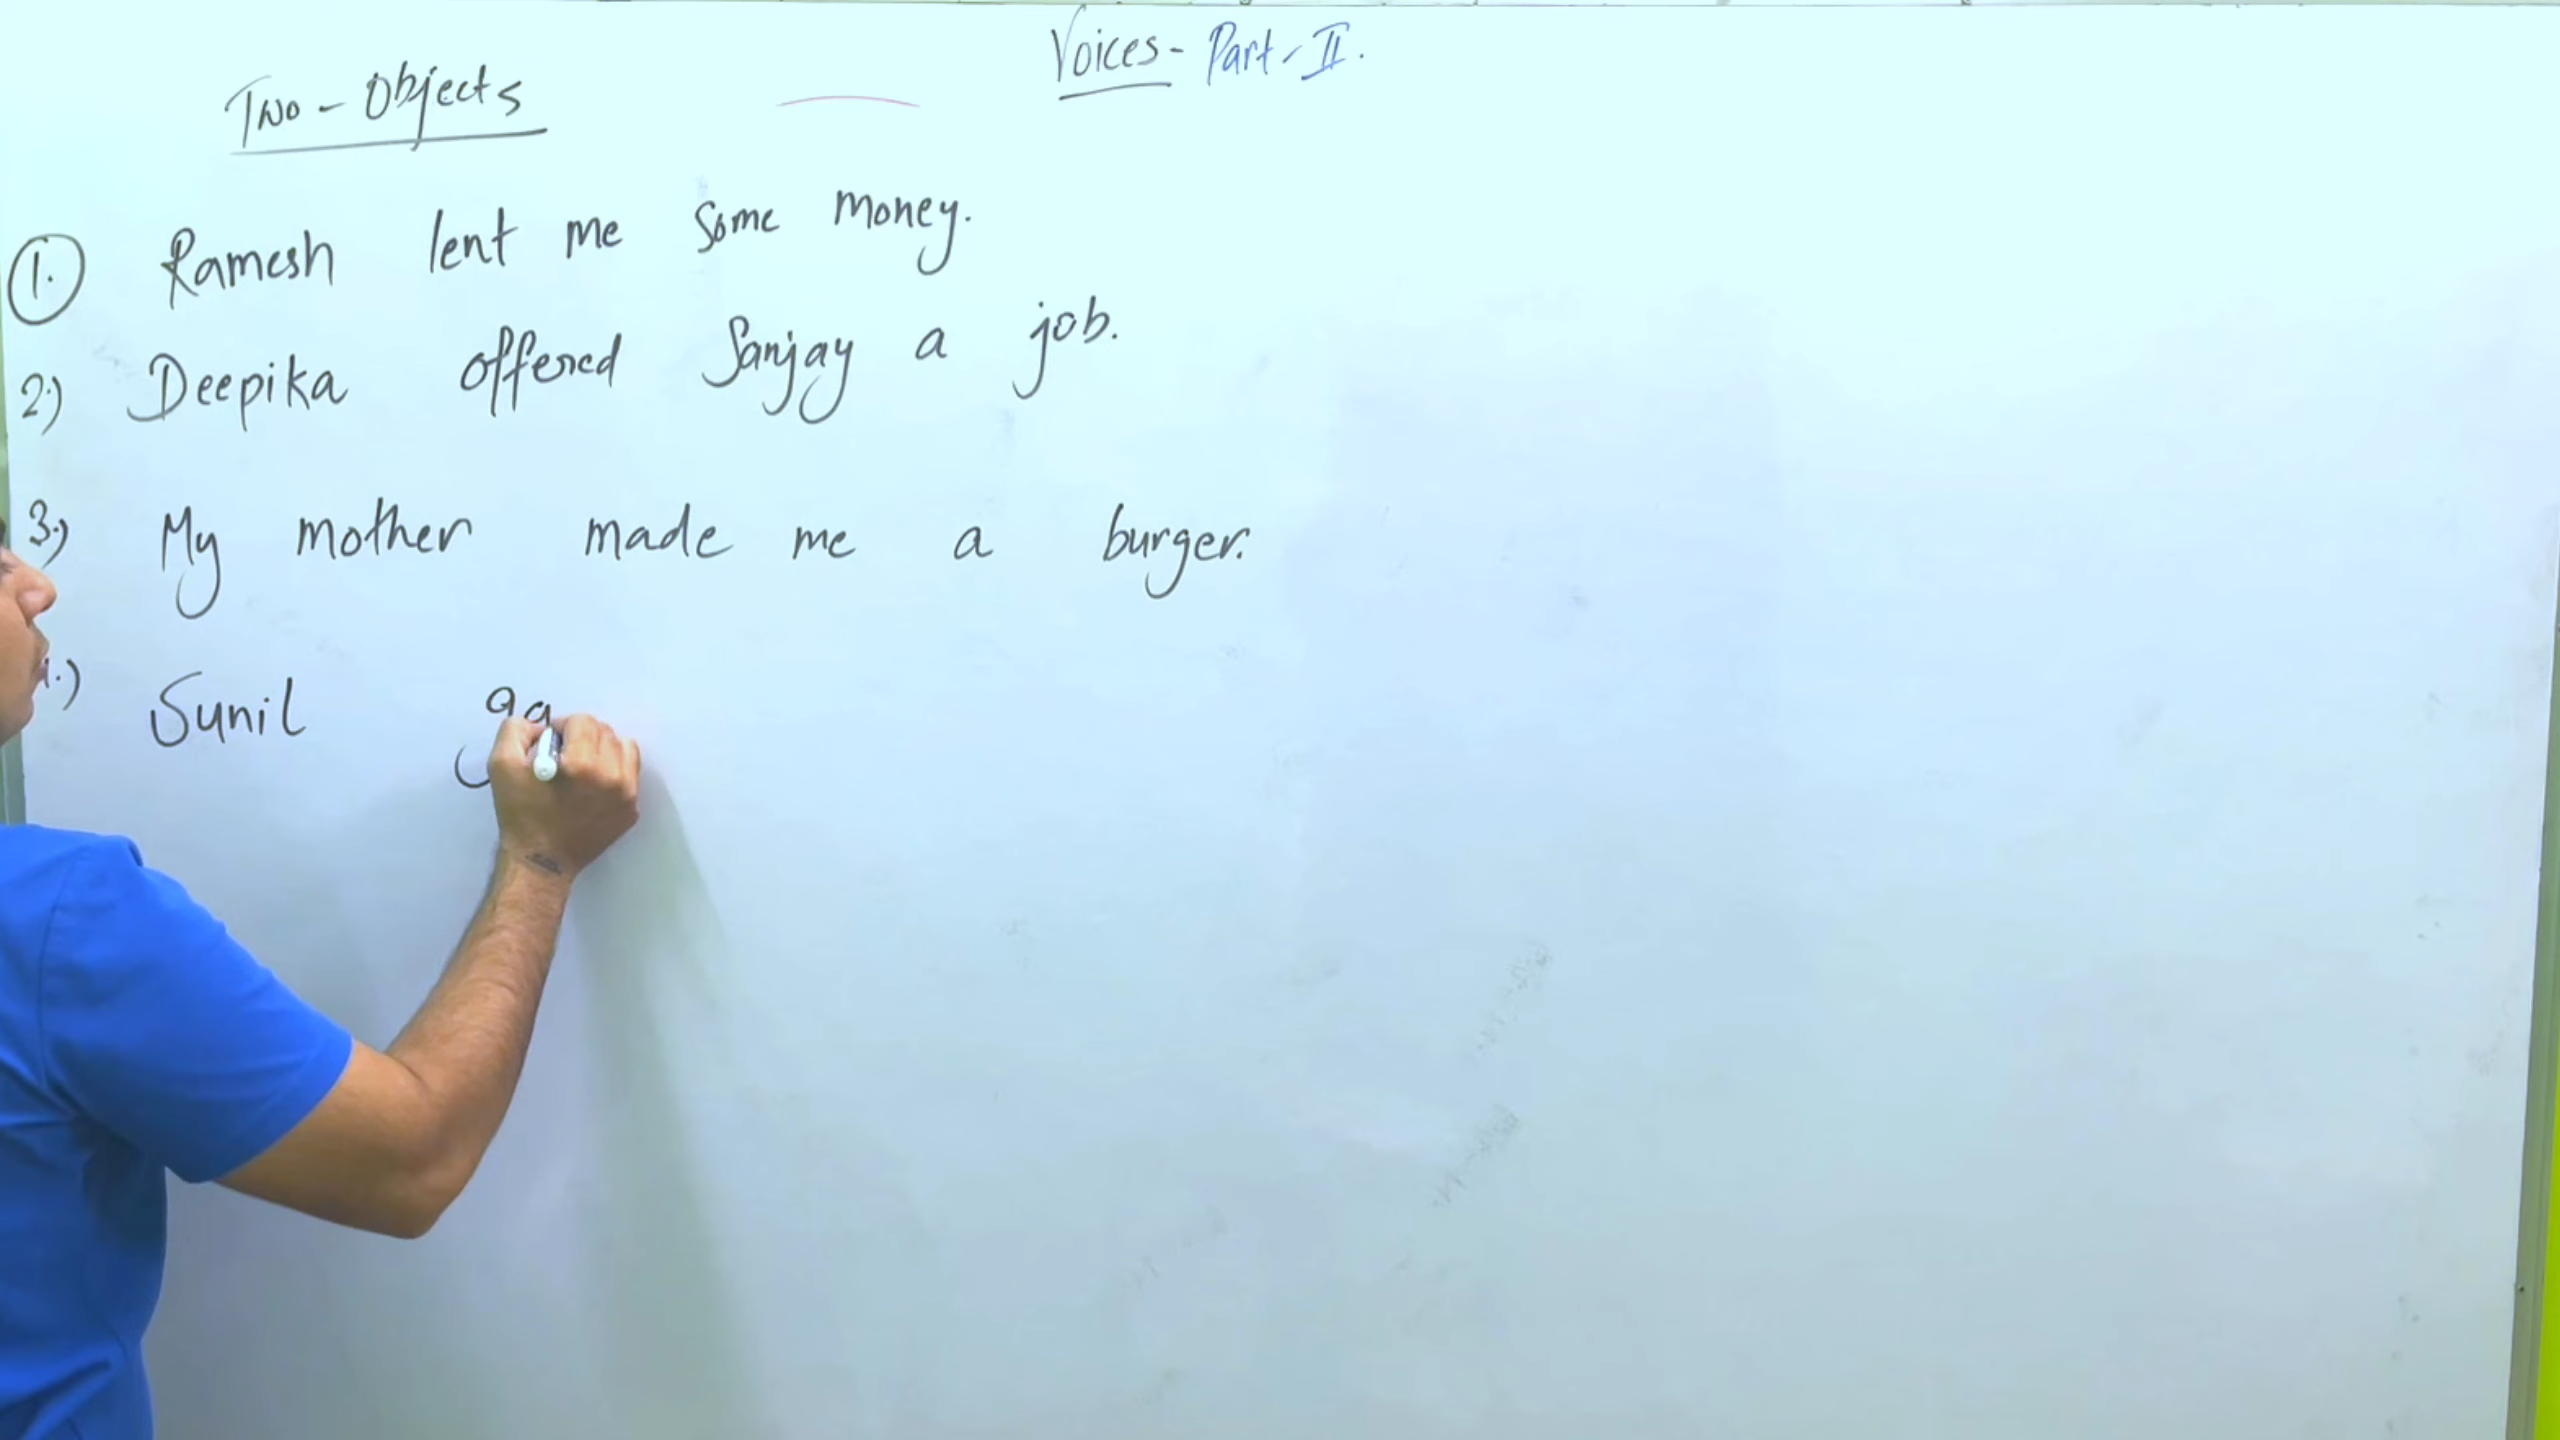 Voices - Part - II.
Two - Objects
1. Ramesh lent me some money.
2.) Deepika offered Sanjay a job.
3.) My mother made me a burger.
Sunil ga